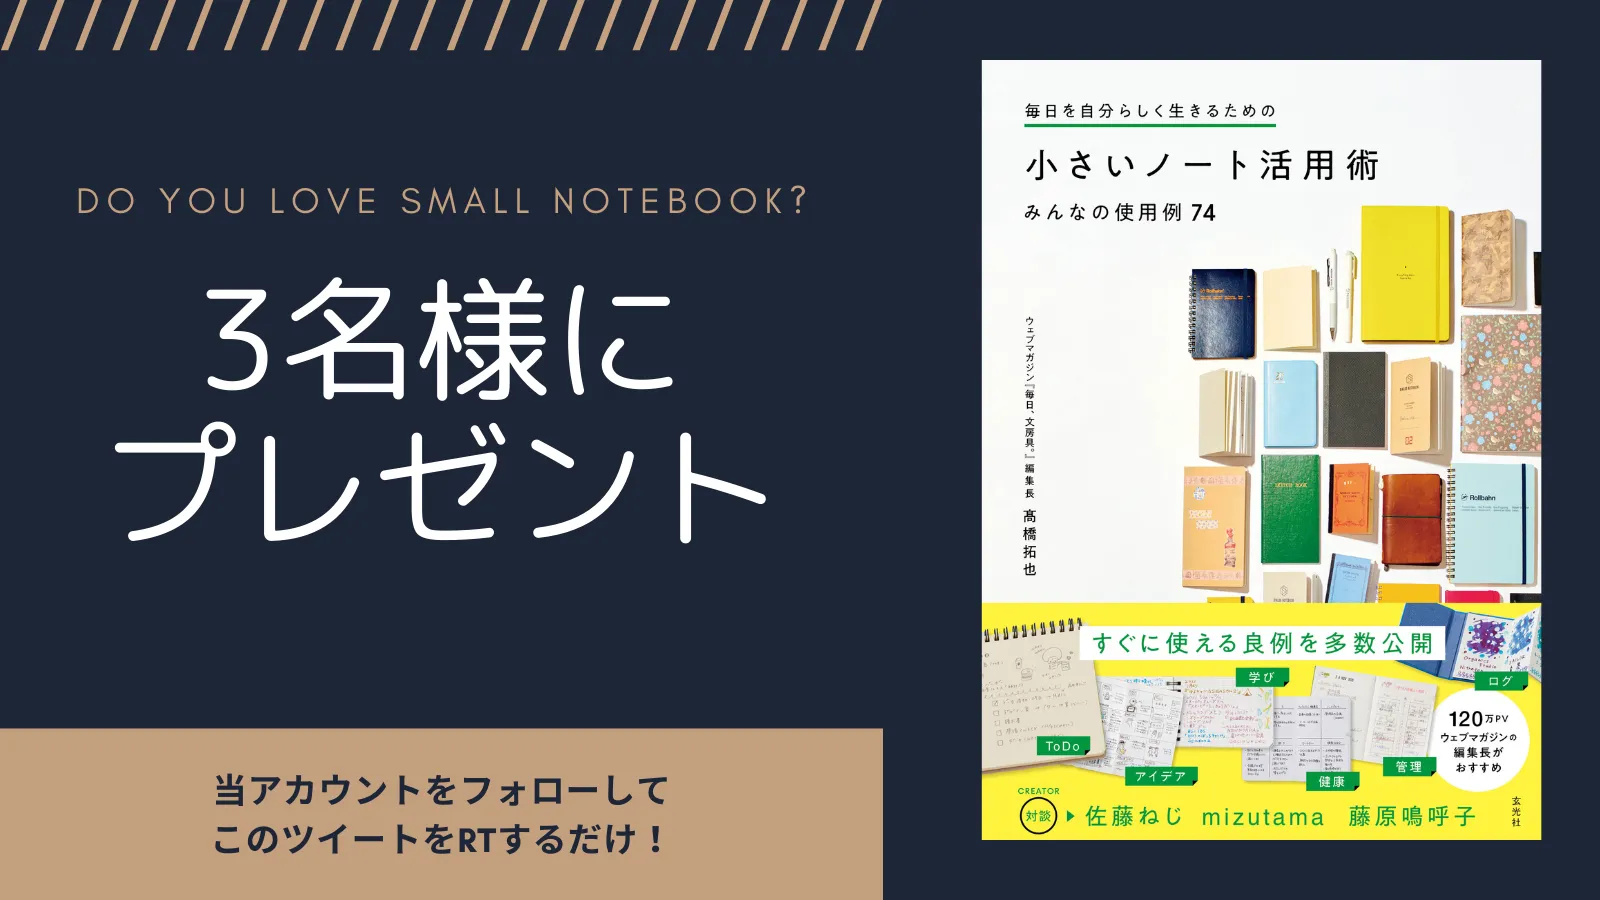 DO YOU LOVE SMALL NOTEBOOK?
3名様に
プレゼント
当アカウントをフォローして
このツイートをRTするだけ！
毎日を自分らしく生きるための
小さいノート活用術
みんなの使用例 74
ウェブマガジン『毎日、文房具。』編集長 髙橋拓也
Rollbahn
SKETCH BOOK
Rollbahn
すぐに使える良例を多数公開
学び
ログ
ToDo
アイデア
健康
管理
120万PV
ウェブマガジンの
編集長が
おすすめ
CREATOR
対談
佐藤ねじ mizutama 藤原鳴呼子
玄光社